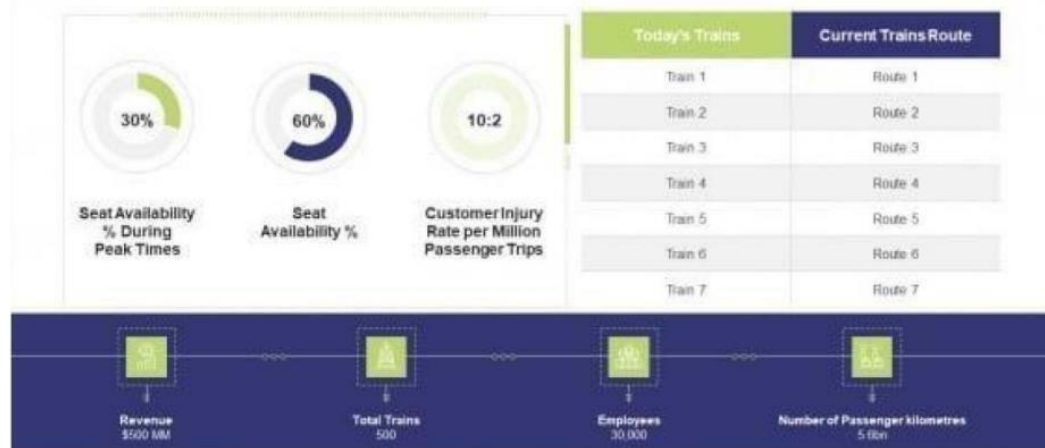 30%
60%
10:2
Seat Availability
% During
Peak Times
Seat
Availability %
Customer Injury
Rate per Million
Passenger Trips
Today's Trains Current Trains Route
Train 1 Route 1
Train 2 Route 2
Train 3 Route 3
Train 4 Route 4
Train 5 Route 5
Train 6 Route 6
Train 7 Route 7
Revenue
$500 MM
Total Trains
500
Employees
30,000
Number of Passenger kilometres
5.6bn